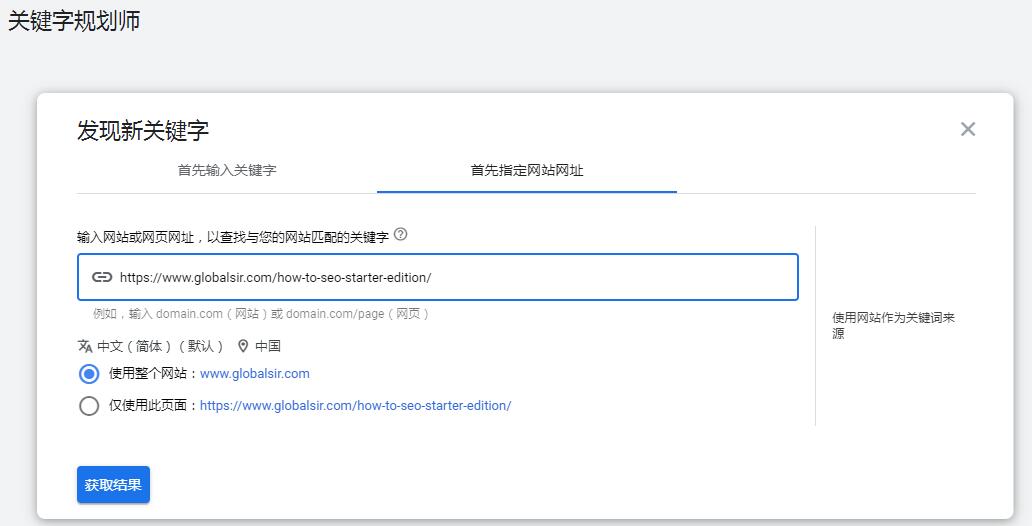 关键字规划师
发现新关键字
首先输入关键字
首先指定网站网址
输入网站或网页网址，以查找与您的网站匹配的关键字
https://www.globalsir.com/how-to-seo-starter-edition/
例如，输入 domain.com（网站）或 domain.com/page（网页）
中文（简体）（默认） 中国
使用整个网站：www.globalsir.com
仅使用此页面：https://www.globalsir.com/how-to-seo-starter-edition/
使用网站作为关键词来
源
获取结果